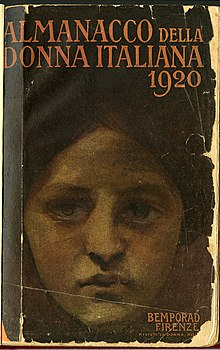 ALMANACCO DELLA
DONNA ITALIANA
1920
BEMPORAD
FIRENZE